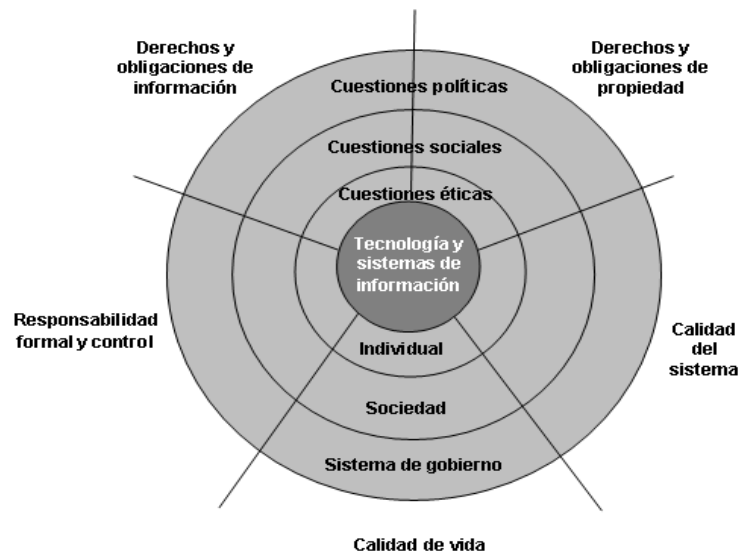 Derechos y
obligaciones de
información
Derechos y
obligaciones de
propiedad
Cuestiones políticas
Cuestiones sociales
Cuestiones éticas
Tecnología y
sistemas de
información
Responsabilidad
formal y control
Calidad
del
sistema
Individual
Sociedad
Sistema de gobierno
Calidad de vida